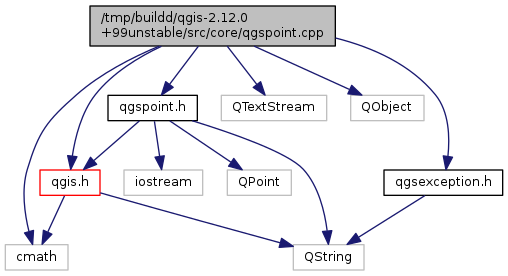 /tmp/buildd/qgis-2.12.0
+99unstable/src/core/qgspoint.cpp
qgspoint.h
QTextStream
QObject
qgis.h
iostream
QPoint
qgsexception.h
cmath
QString